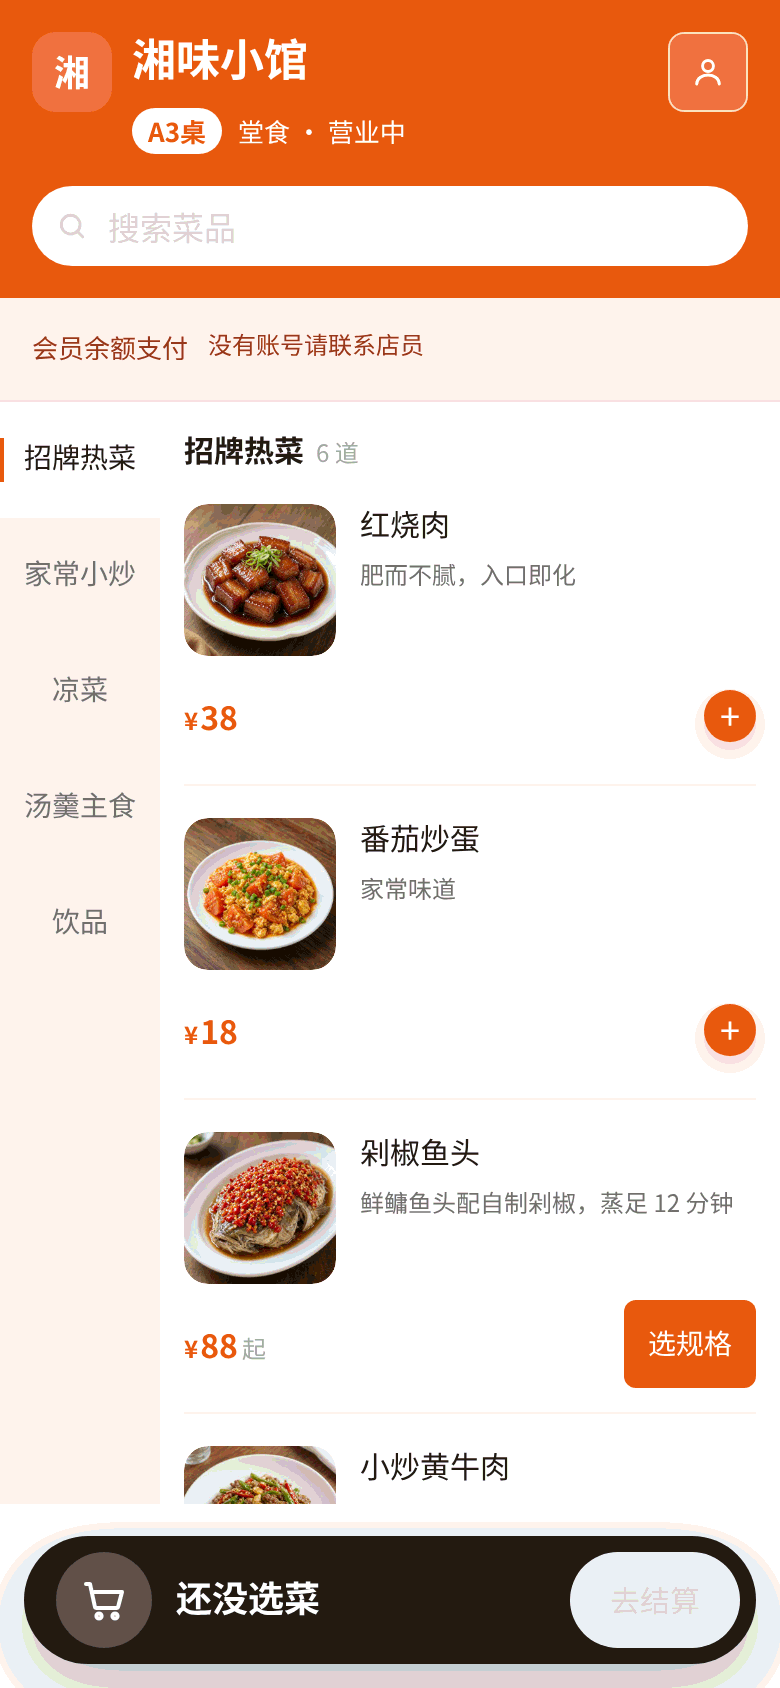 湘
湘味小馆
A3桌 堂食 · 营业中
搜索菜品
会员余额支付 没有账号请联系店员
招牌热菜
家常小炒
凉菜
汤羹主食
饮品
招牌热菜 6 道
红烧肉
肥而不腻，入口即化
¥38
+
番茄炒蛋
家常味道
¥18
+
剁椒鱼头
鲜鳙鱼头配自制剁椒，蒸足 12 分钟
¥88 起
选规格
小炒黄牛肉
还没选菜
去结算